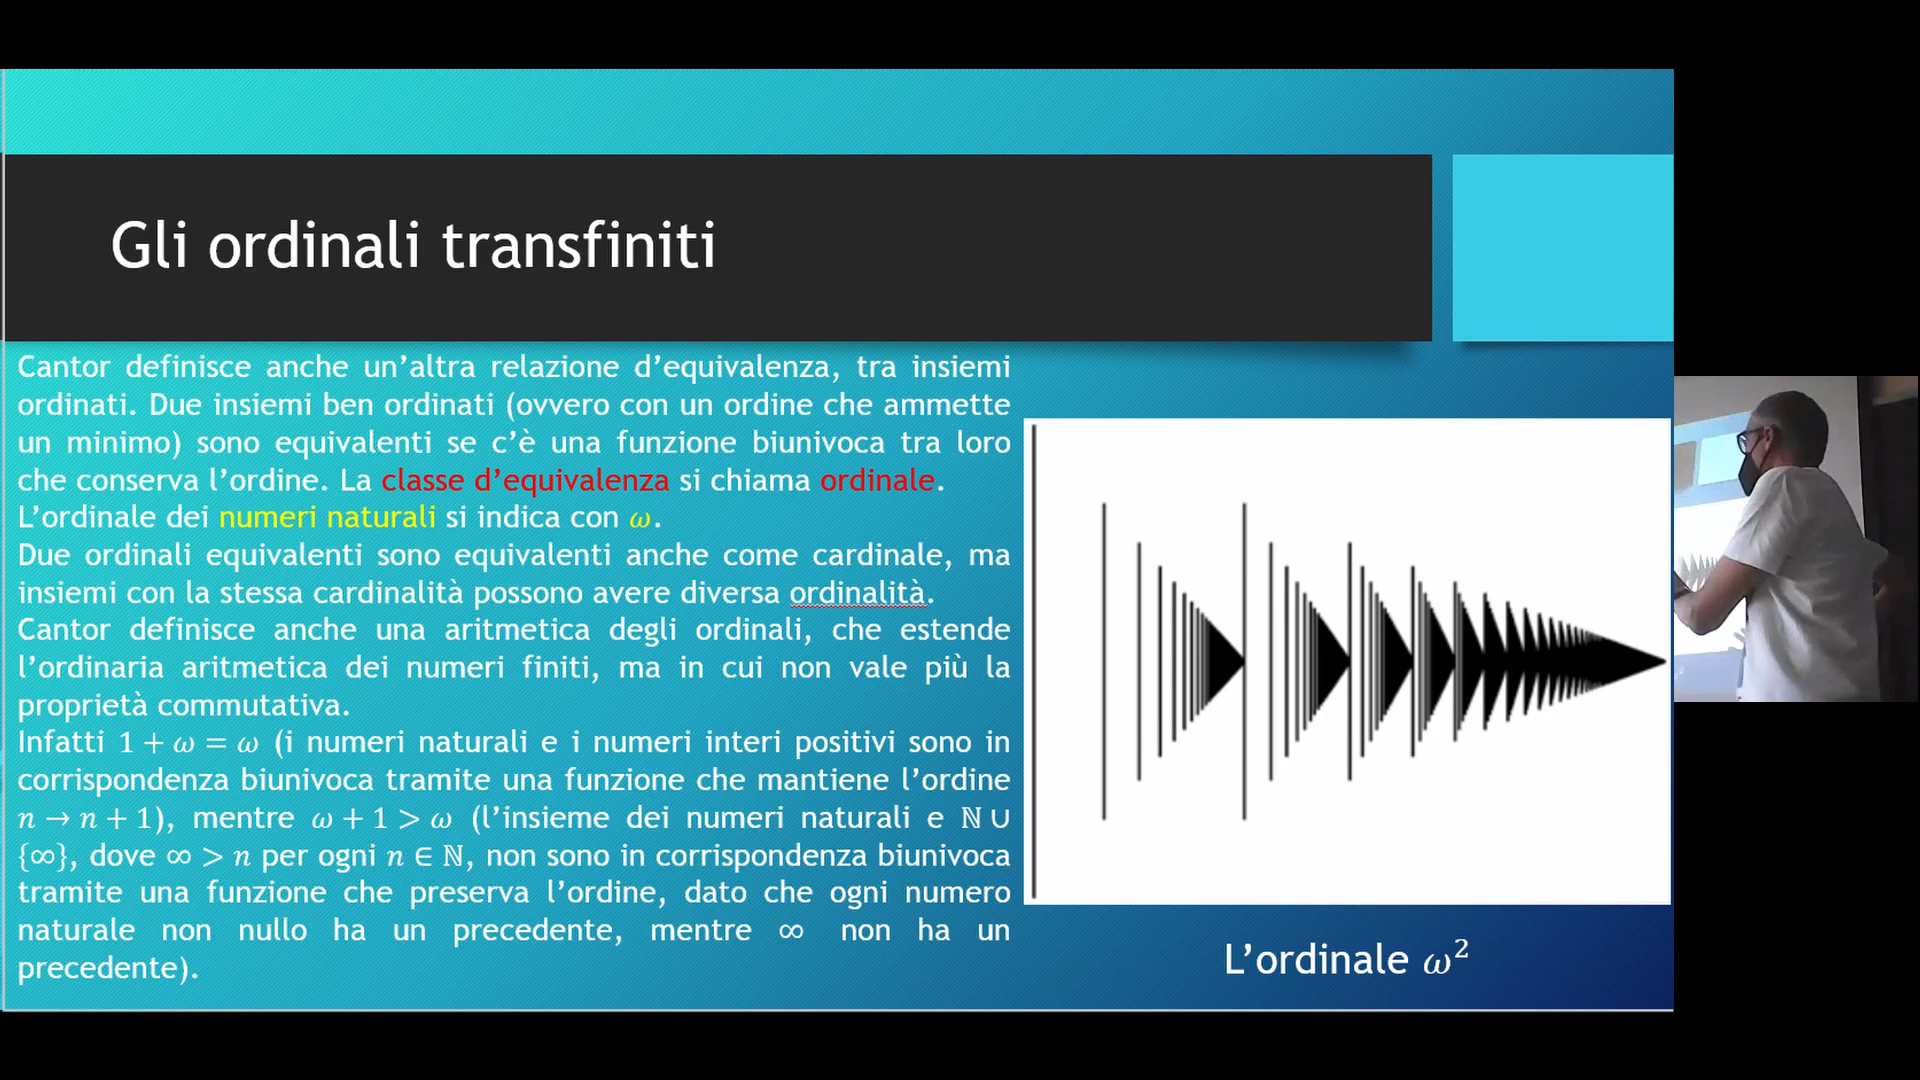 Gli ordinali transfiniti
Cantor definisce anche un’altra relazione d’equivalenza, tra insiemi
ordinati. Due insiemi ben ordinati (ovvero con un ordine che ammette
un minimo) sono equivalenti se c’è una funzione biunivoca tra loro
che conserva l’ordine. La classe d’equivalenza si chiama ordinale.
L’ordinale dei numeri naturali si indica con ω.
Due ordinali equivalenti sono equivalenti anche come cardinale, ma
insiemi con la stessa cardinalità possono avere diversa ordinalità.
Cantor definisce anche una aritmetica degli ordinali, che estende
l’ordinaria aritmetica dei numeri finiti, ma in cui non vale più la
proprietà commutativa.
Infatti 1 + ω = ω (i numeri naturali e i numeri interi positivi sono in
corrispondenza biunivoca tramite una funzione che mantiene l’ordine
n → n + 1), mentre ω + 1 > ω (l’insieme dei numeri naturali e ℕ ∪
{∞}, dove ∞ > n per ogni n ∈ ℕ, non sono in corrispondenza biunivoca
tramite una funzione che preserva l’ordine, dato che ogni numero
naturale non nullo ha un precedente, mentre ∞ non ha un
precedente).
L’ordinale ω²